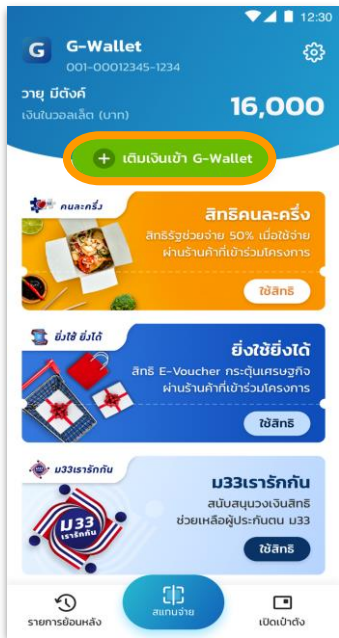 12:30
G G-Wallet
001-00012345-1234
วายุ มีตังค์
เงินในวอลเล็ต (บาท)
16,000
+ เติมเงินเข้า G-Wallet
คนละครึ่ง
สิทธิคนละครึ่ง
สิทธิรัฐช่วยจ่าย 50% เมื่อใช้จ่าย
ผ่านร้านค้าที่เข้าร่วมโครงการ
ใช้สิทธิ
ยิ่งใช้ ยิ่งได้
ยิ่งใช้ยิ่งได้
สิทธิ E-Voucher กระตุ้นเศรษฐกิจ
ผ่านร้านค้าที่เข้าร่วมโครงการ
ใช้สิทธิ
ม33เรารักกัน
ม33เรารักกัน
สนับสนุนวงเงินสิทธิ
ช่วยเหลือผู้ประกันตน ม33
ม33
เรารักกัน
ใช้สิทธิ
รายการย้อนหลัง
สแกนจ่าย
เปิดเป๋าตัง